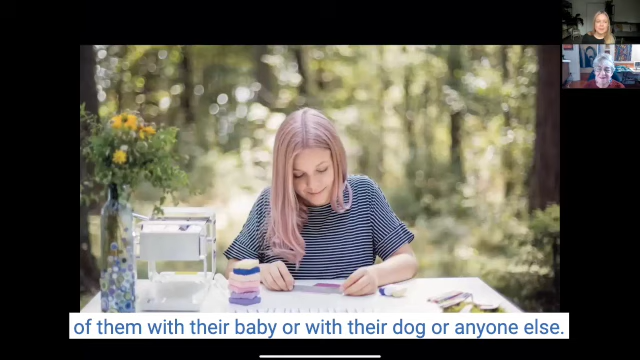 of them with their baby or with their dog or anyone else.